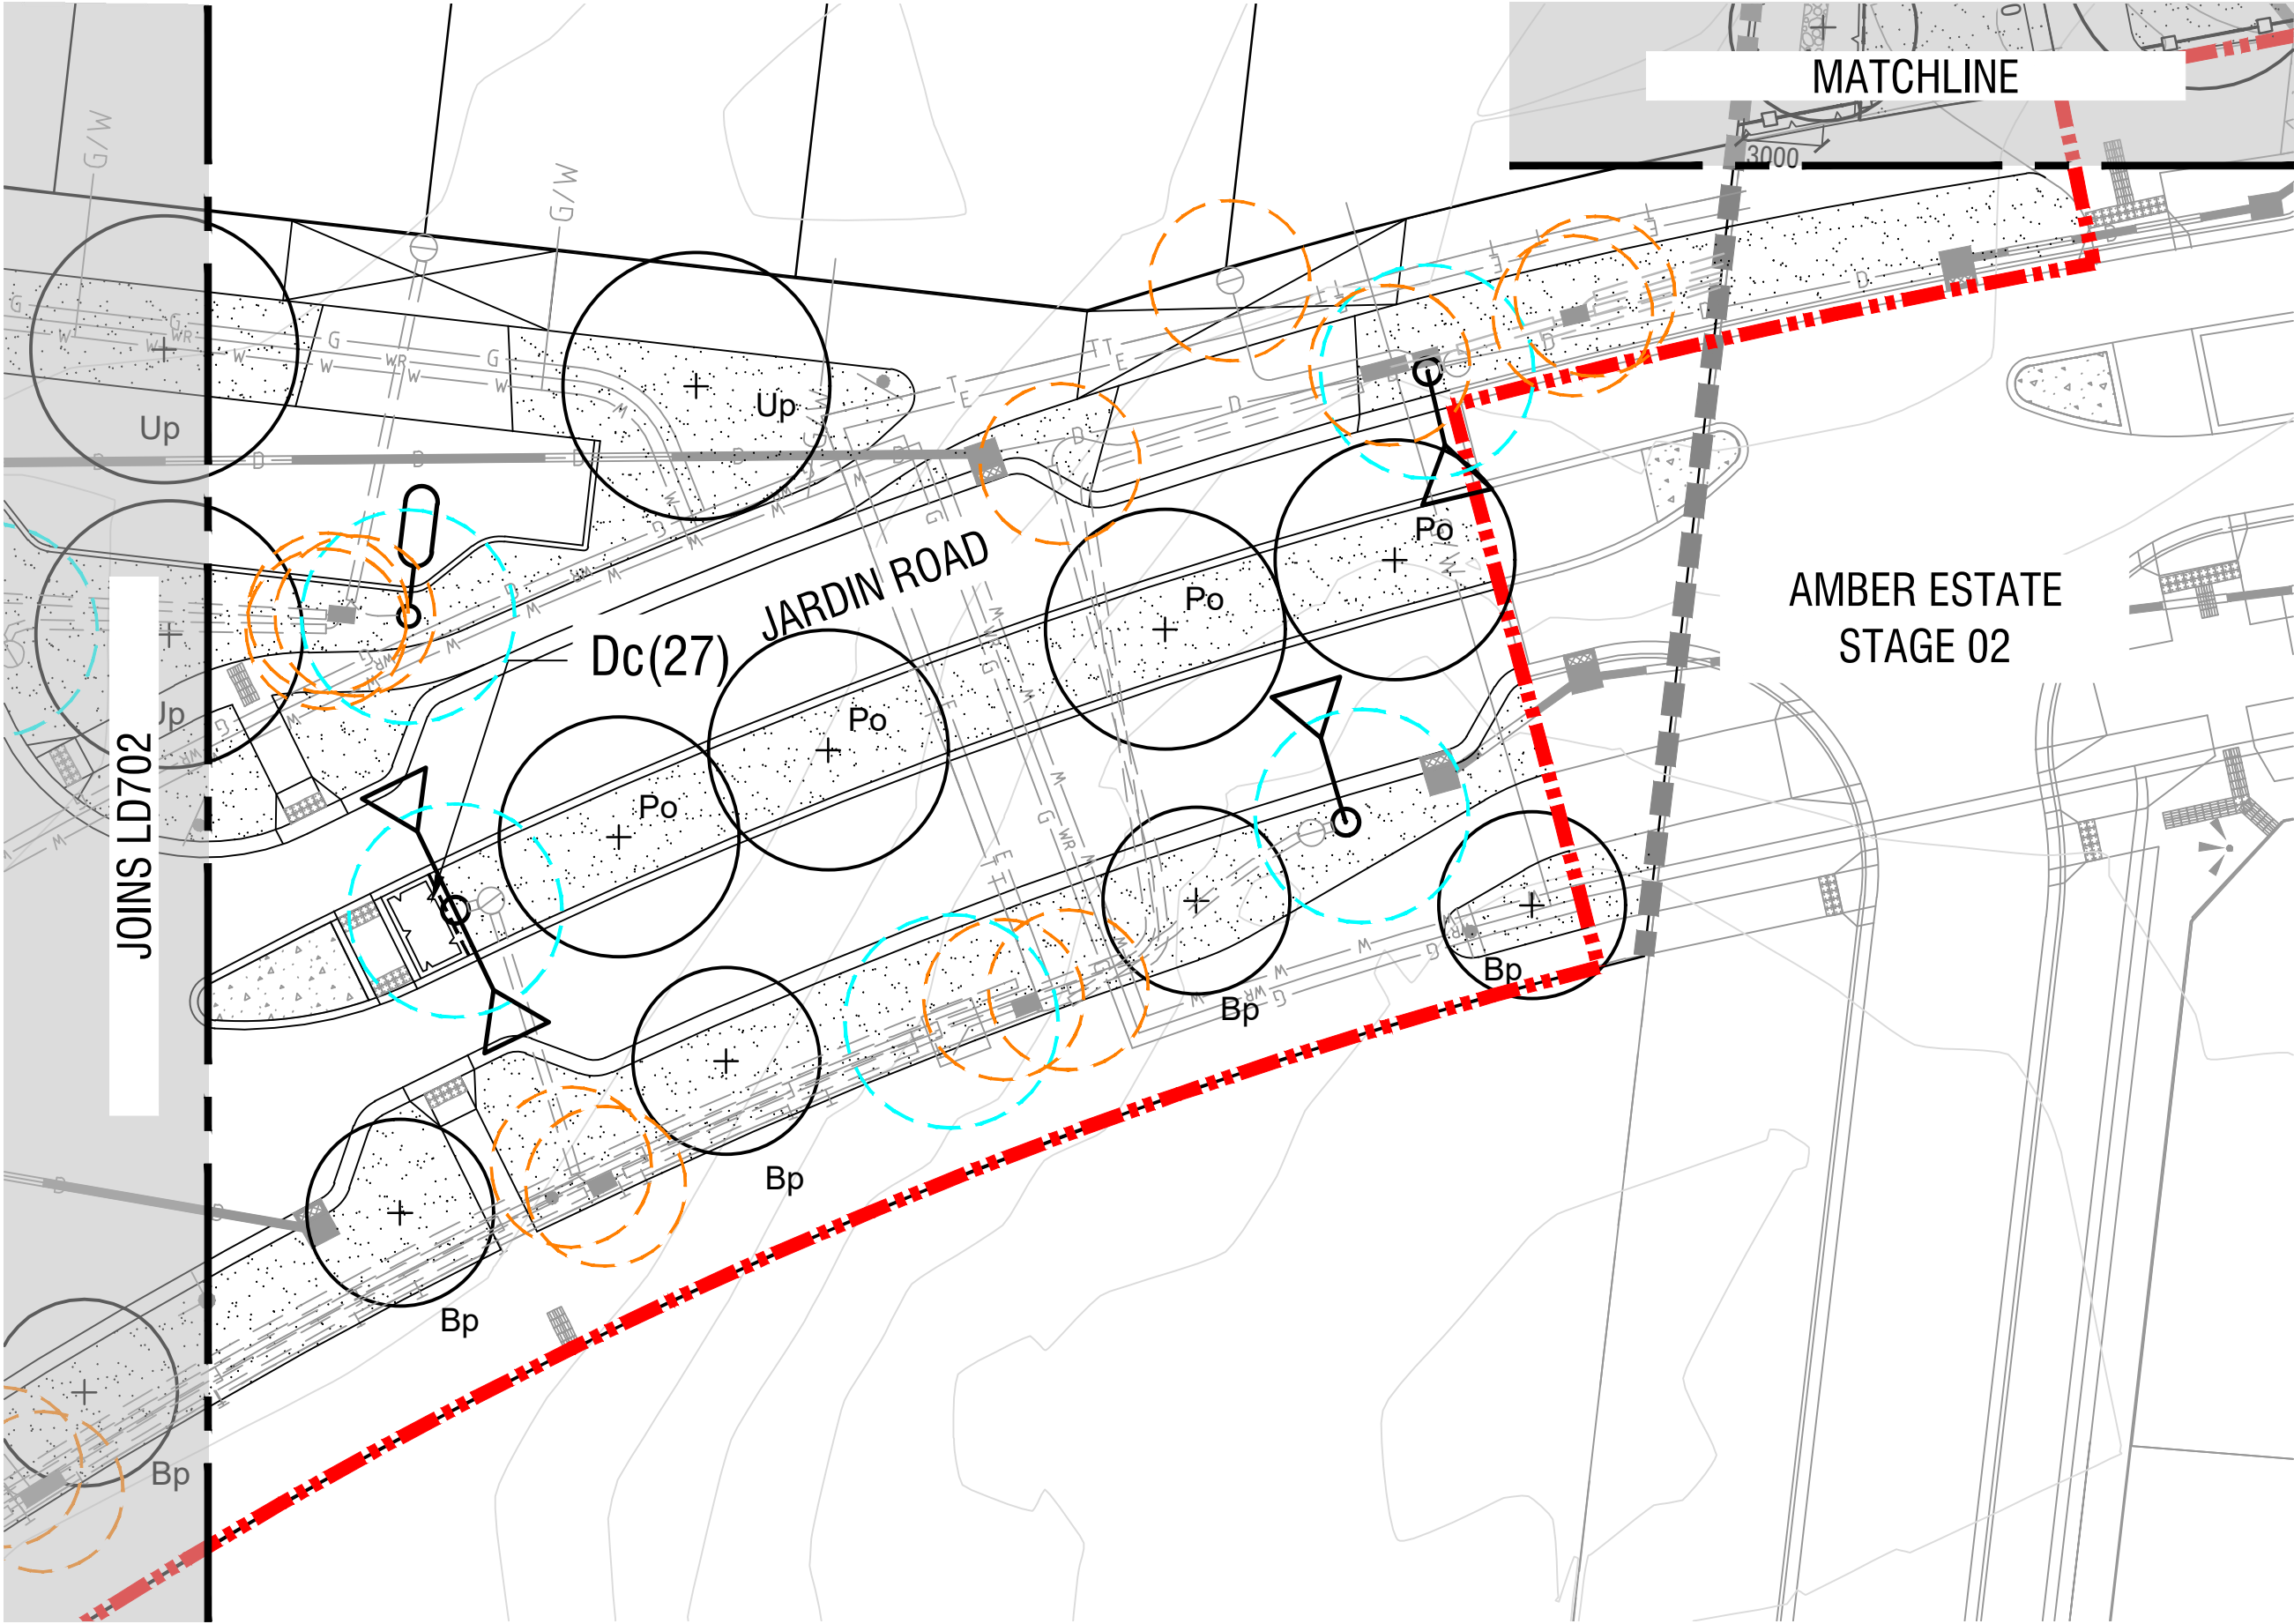 MATCHLINE
3000
G/W
G/W
Up
Up
Up
JARDIN ROAD
Dc(27)
Po
Po
Po
Po
AMBER ESTATE
STAGE 02
JOINS LD702
Bp
Bp
Bp
Bp
Bp